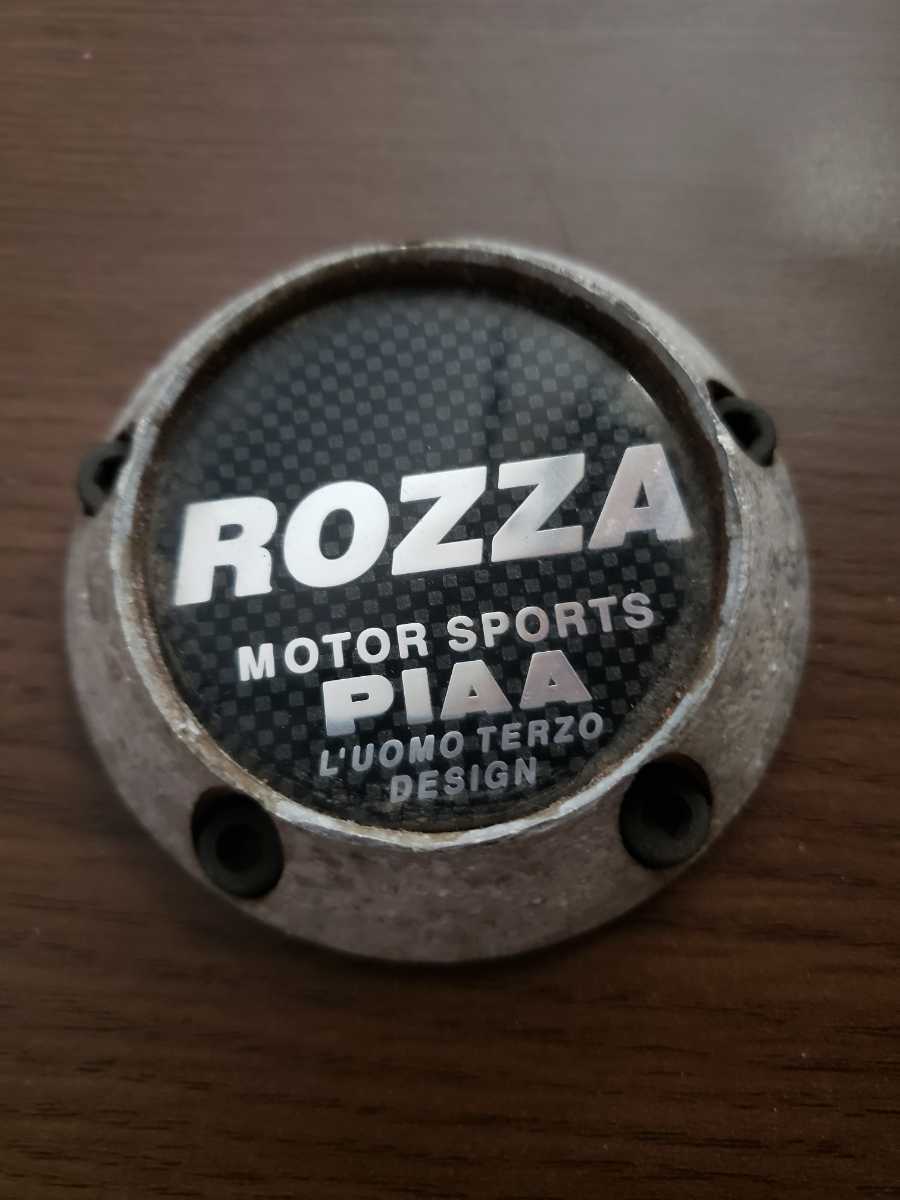 ROZZA
MOTOR SPORTS
PIAA
L'UOMO TERZO
DESIGN